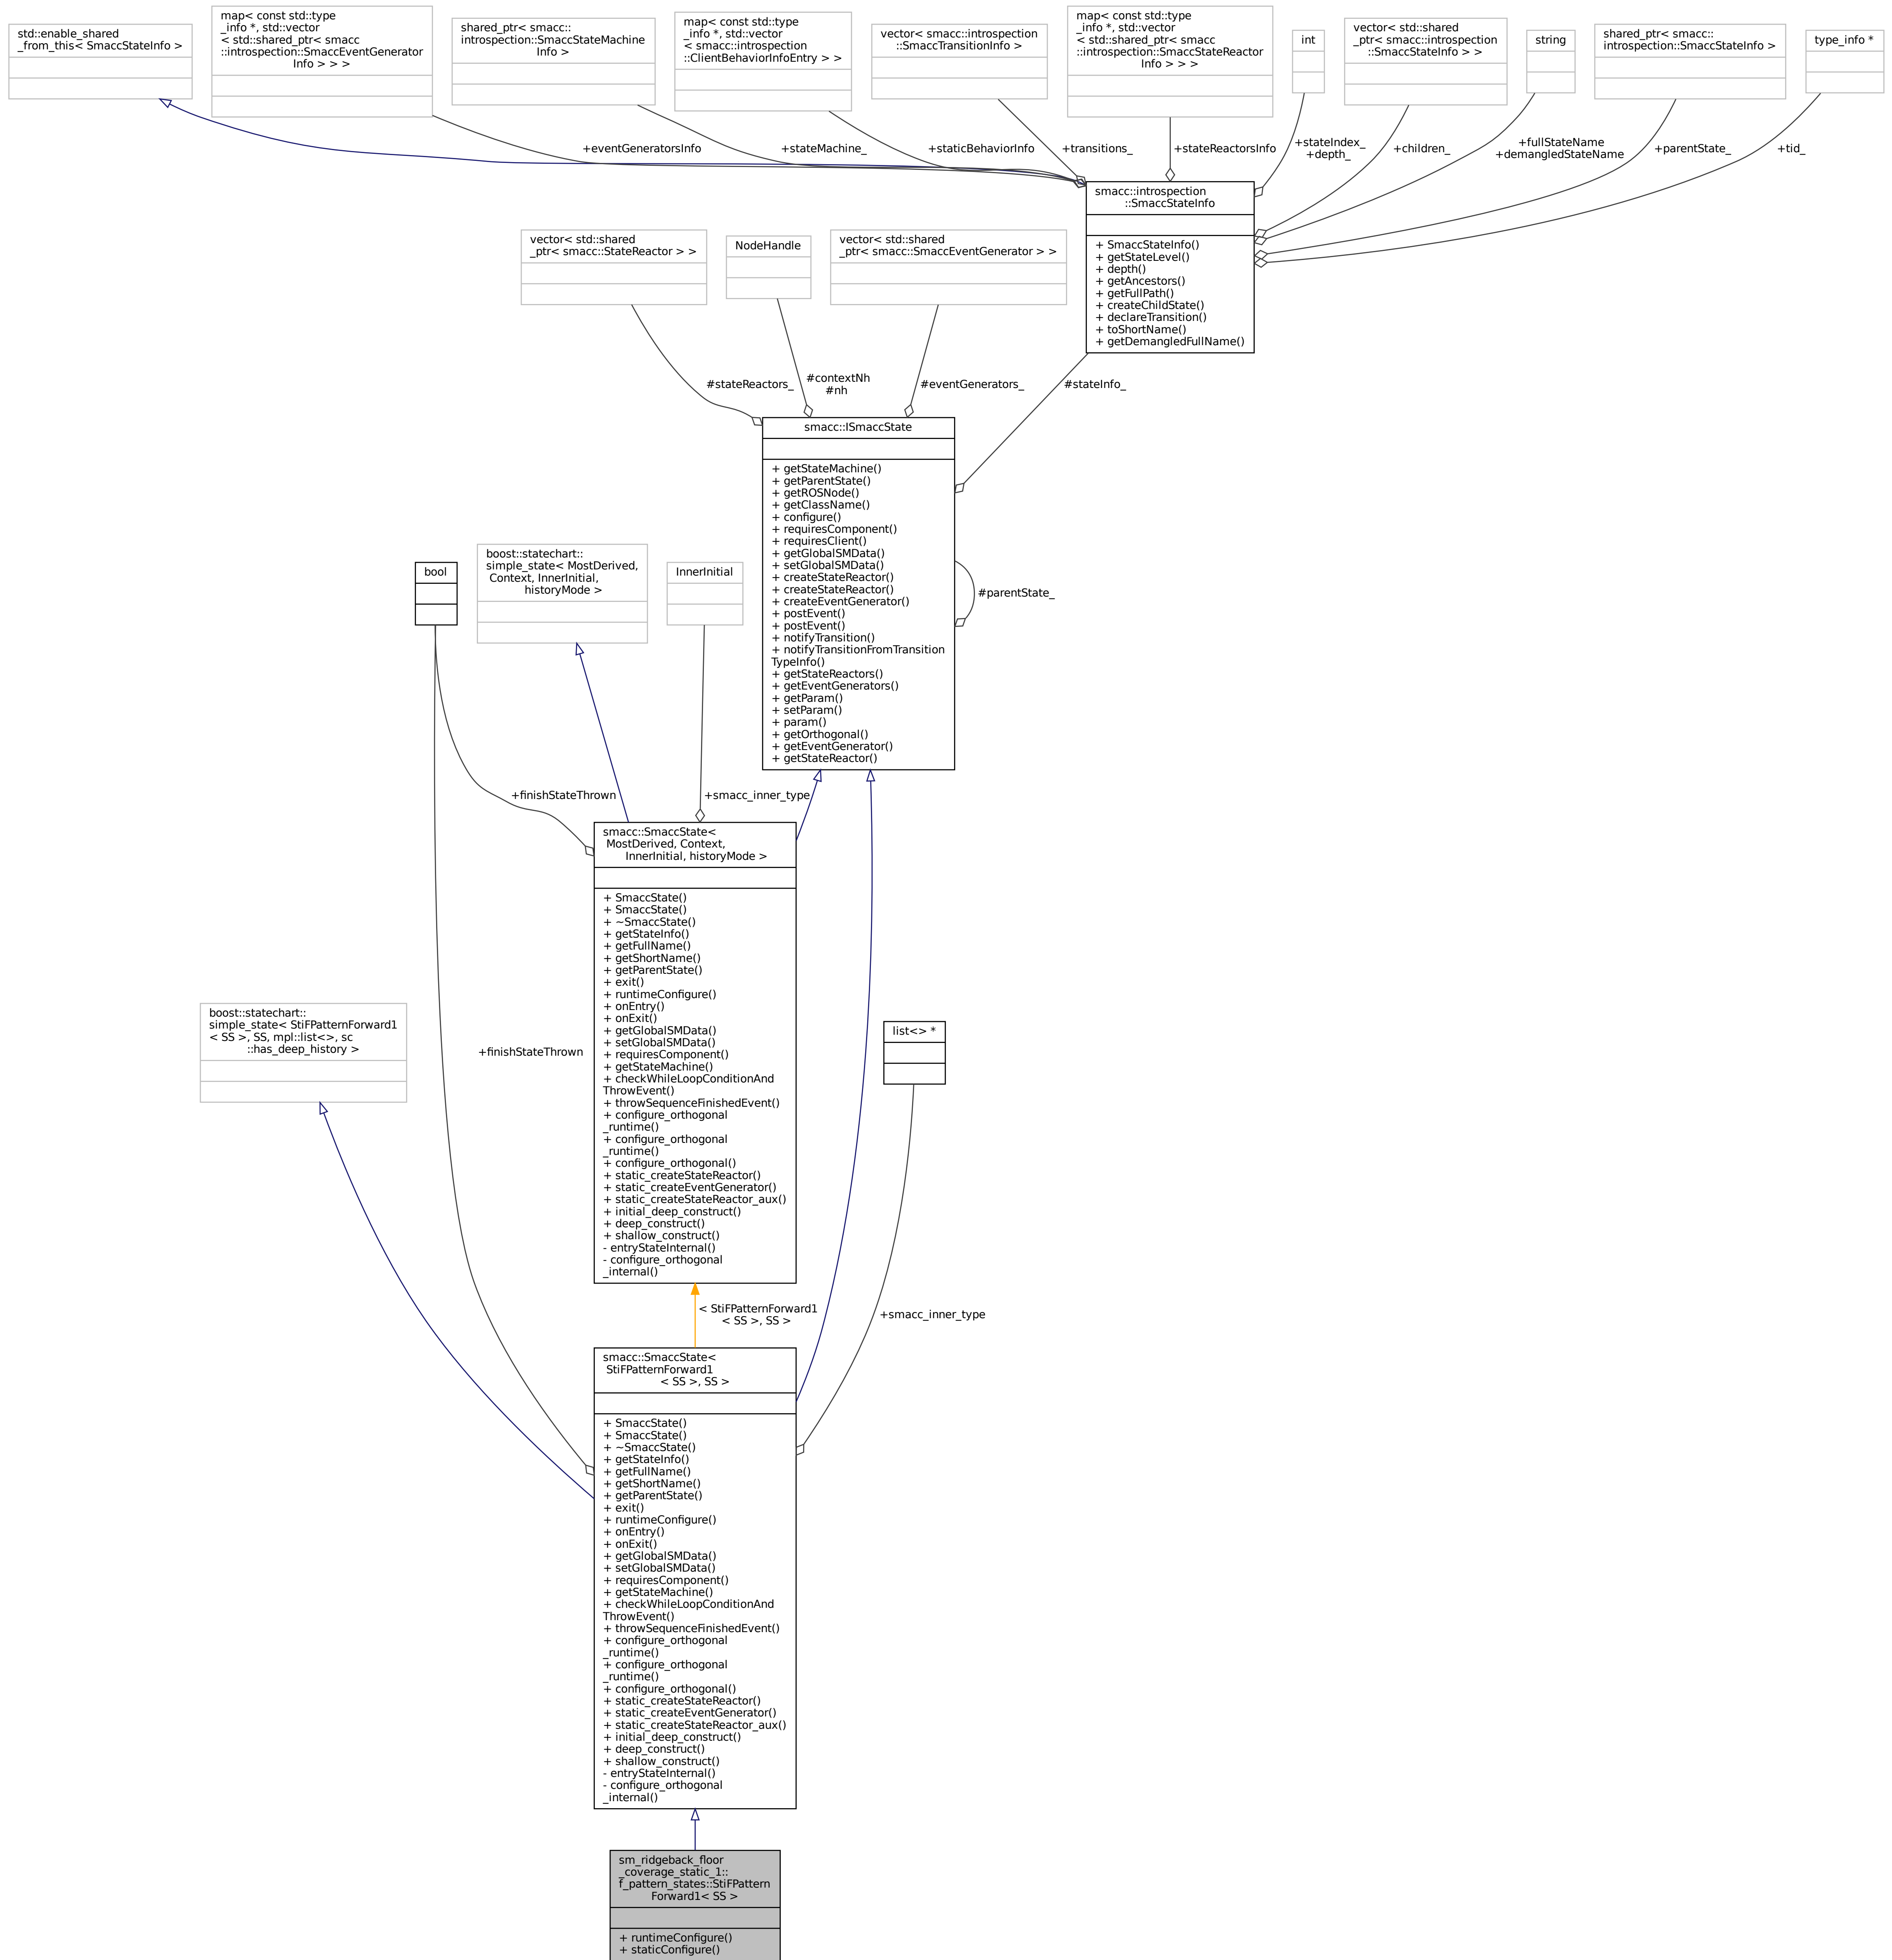 std::enable_shared
_from_this< SmaccStateInfo >
map< const std::type
_info *, std::vector
< std::shared_ptr< smacc
::introspection::SmaccEventGenerator
Info > > >
shared_ptr< smacc::
introspection::SmaccStateMachine
Info >
map< const std::type
_info *, std::vector
< smacc::introspection
::ClientBehaviorInfoEntry > >
vector< smacc::introspection
::SmaccTransitionInfo >
map< const std::type
_info *, std::vector
< std::shared_ptr< smacc
::introspection::SmaccStateReactor
Info > > >
int
vector< std::shared
_ptr< smacc::introspection
::SmaccStateInfo > >
string
shared_ptr< smacc::
introspection::SmaccStateInfo >
type_info *
+eventGeneratorsInfo
+stateMachine_
+staticBehaviorInfo
+transitions_
+stateReactorsInfo
+stateIndex_
+depth_
+children_
+fullStateName
+demangledStateName
+parentState_
+tid_
smacc::introspection
::SmaccStateInfo
+ SmaccStateInfo()
+ getStateLevel()
+ depth()
+ getAncestors()
+ getFullPath()
+ createChildState()
+ declareTransition()
+ toShortName()
+ getDemangledFullName()
vector< std::shared
_ptr< smacc::StateReactor > >
NodeHandle
vector< std::shared
_ptr< smacc::SmaccEventGenerator > >
#stateReactors_
#contextNh
#nh
#eventGenerators_
#stateInfo_
smacc::ISmaccState
+ getStateMachine()
+ getParentState()
+ getROSNode()
+ getClassName()
+ configure()
+ requiresComponent()
+ requiresClient()
+ getGlobalSMData()
+ setGlobalSMData()
+ createStateReactor()
+ createStateReactor()
+ createEventGenerator()
+ postEvent()
+ postEvent()
+ notifyTransition()
+ notifyTransitionFromTransition
TypeInfo()
+ getStateReactors()
+ getEventGenerators()
+ getParam()
+ setParam()
+ param()
+ getOrthogonal()
+ getEventGenerator()
+ getStateReactor()
#parentState_
bool
boost::statechart::
simple_state< MostDerived,
Context, InnerInitial,
historyMode >
InnerInitial
+finishStateThrown
+smacc_inner_type
smacc::SmaccState<
MostDerived, Context,
InnerInitial, historyMode >
+ SmaccState()
+ SmaccState()
+ ~SmaccState()
+ getStateInfo()
+ getFullName()
+ getShortName()
+ getParentState()
+ exit()
+ runtimeConfigure()
+ onEntry()
+ onExit()
+ getGlobalSMData()
+ setGlobalSMData()
+ requiresComponent()
+ getStateMachine()
+ checkWhileLoopConditionAnd
ThrowEvent()
+ throwSequenceFinishedEvent()
+ configure_orthogonal
_runtime()
+ configure_orthogonal
_runtime()
+ configure_orthogonal()
+ static_createStateReactor()
+ static_createEventGenerator()
+ static_createStateReactor_aux()
+ initial_deep_construct()
+ deep_construct()
+ shallow_construct()
- entryStateInternal()
- configure_orthogonal
_internal()
boost::statechart::
simple_state< StiFPatternForward1
< SS >, SS, mpl::list<>, sc
::has_deep_history >
+finishStateThrown
list<> *
< StiFPatternForward1
< SS >, SS >
+smacc_inner_type
smacc::SmaccState<
StiFPatternForward1
< SS >, SS >
+ SmaccState()
+ SmaccState()
+ ~SmaccState()
+ getStateInfo()
+ getFullName()
+ getShortName()
+ getParentState()
+ exit()
+ runtimeConfigure()
+ onEntry()
+ onExit()
+ getGlobalSMData()
+ setGlobalSMData()
+ requiresComponent()
+ getStateMachine()
+ checkWhileLoopConditionAnd
ThrowEvent()
+ throwSequenceFinishedEvent()
+ configure_orthogonal
_runtime()
+ configure_orthogonal
_runtime()
+ configure_orthogonal()
+ static_createStateReactor()
+ static_createEventGenerator()
+ static_createStateReactor_aux()
+ initial_deep_construct()
+ deep_construct()
+ shallow_construct()
- entryStateInternal()
- configure_orthogonal
_internal()
sm_ridgeback_floor
_coverage_static_1::
f_pattern_states::StiFPattern
Forward1< SS >
+ runtimeConfigure()
+ staticConfigure()